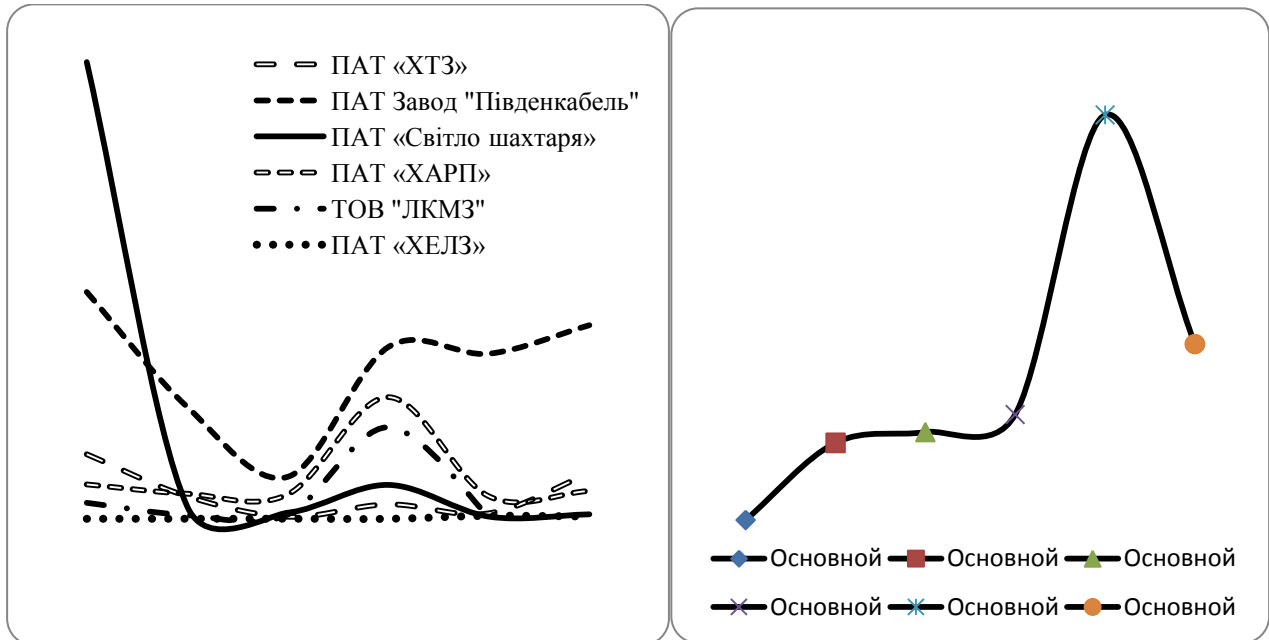 ПАТ «ХТЗ»
ПАТ Завод "Південкабель"
ПАТ «Світло шахтаря»
ПАТ «ХАРП»
ТОВ "ЛКМЗ"
ПАТ «ХЕЛЗ»
Основной Основной Основной
Основной Основной Основной